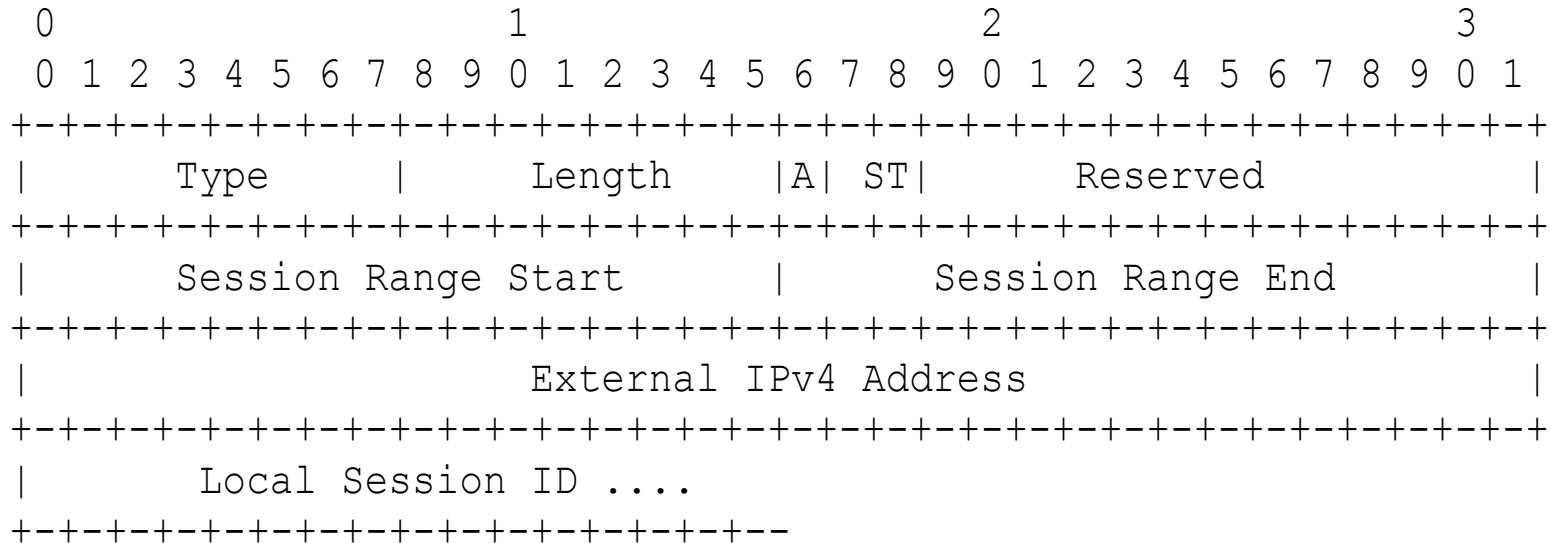 0                   1                   2                   3
 0 1 2 3 4 5 6 7 8 9 0 1 2 3 4 5 6 7 8 9 0 1 2 3 4 5 6 7 8 9 0 1
+-+-+-+-+-+-+-+-+-+-+-+-+-+-+-+-+-+-+-+-+-+-+-+-+-+-+-+-+-+-+-+-+
|      Type     |     Length    |A| ST|      Reserved           |
+-+-+-+-+-+-+-+-+-+-+-+-+-+-+-+-+-+-+-+-+-+-+-+-+-+-+-+-+-+-+-+-+
|      Session Range Start      |      Session Range End        |
+-+-+-+-+-+-+-+-+-+-+-+-+-+-+-+-+-+-+-+-+-+-+-+-+-+-+-+-+-+-+-+-+
|                     External IPv4 Address                     |
+-+-+-+-+-+-+-+-+-+-+-+-+-+-+-+-+-+-+-+-+-+-+-+-+-+-+-+-+-+-+-+-+
|       Local Session ID ....
+-+-+-+-+-+-+-+-+-+-+-+-+-+-+-+--